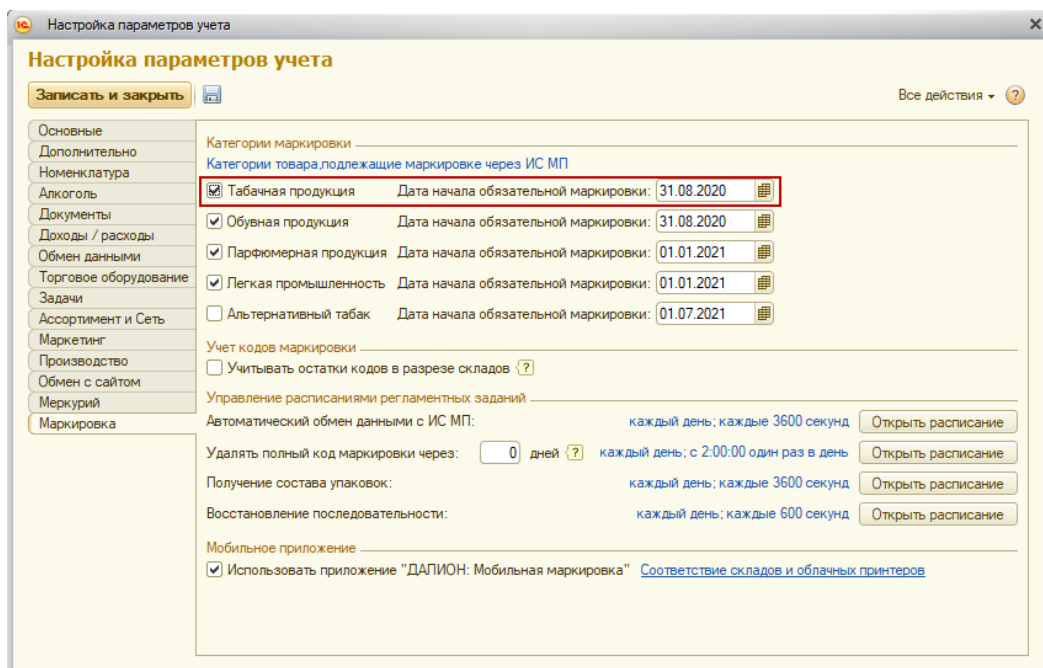 1С Настройка параметров учета
Настройка параметров учета
Записать и закрыть Все действия ?
Основные
Дополнительно
Номенклатура
Алкоголь
Документы
Доходы / расходы
Обмен данными
Торговое оборудование
Задачи
Ассортимент и Сеть
Маркетинг
Производство
Обмен с сайтом
Меркурий
Маркировка
Категории маркировки
Категории товара,подлежащие маркировке через ИС МП
Табачная продукция Дата начала обязательной маркировки: 31.08.2020
Обувная продукция Дата начала обязательной маркировки: 31.08.2020
Парфюмерная продукция Дата начала обязательной маркировки: 01.01.2021
Легкая промышленность Дата начала обязательной маркировки: 01.01.2021
Альтернативный табак Дата начала обязательной маркировки: 01.07.2021
Учет кодов маркировки
Учитывать остатки кодов в разрезе складов ?
Управление расписаниями регламентных заданий
Автоматический обмен данными с ИС МП: каждый день; каждые 3600 секунд Открыть расписание
Удалять полный код маркировки через: 0 дней ? каждый день; с 2:00:00 один раз в день Открыть расписание
Получение состава упаковок: каждый день; каждые 3600 секунд Открыть расписание
Восстановление последовательности: каждый день; каждые 600 секунд Открыть расписание
Мобильное приложение
Использовать приложение "ДАЛИОН: Мобильная маркировка" Соответствие складов и облачных принтеров